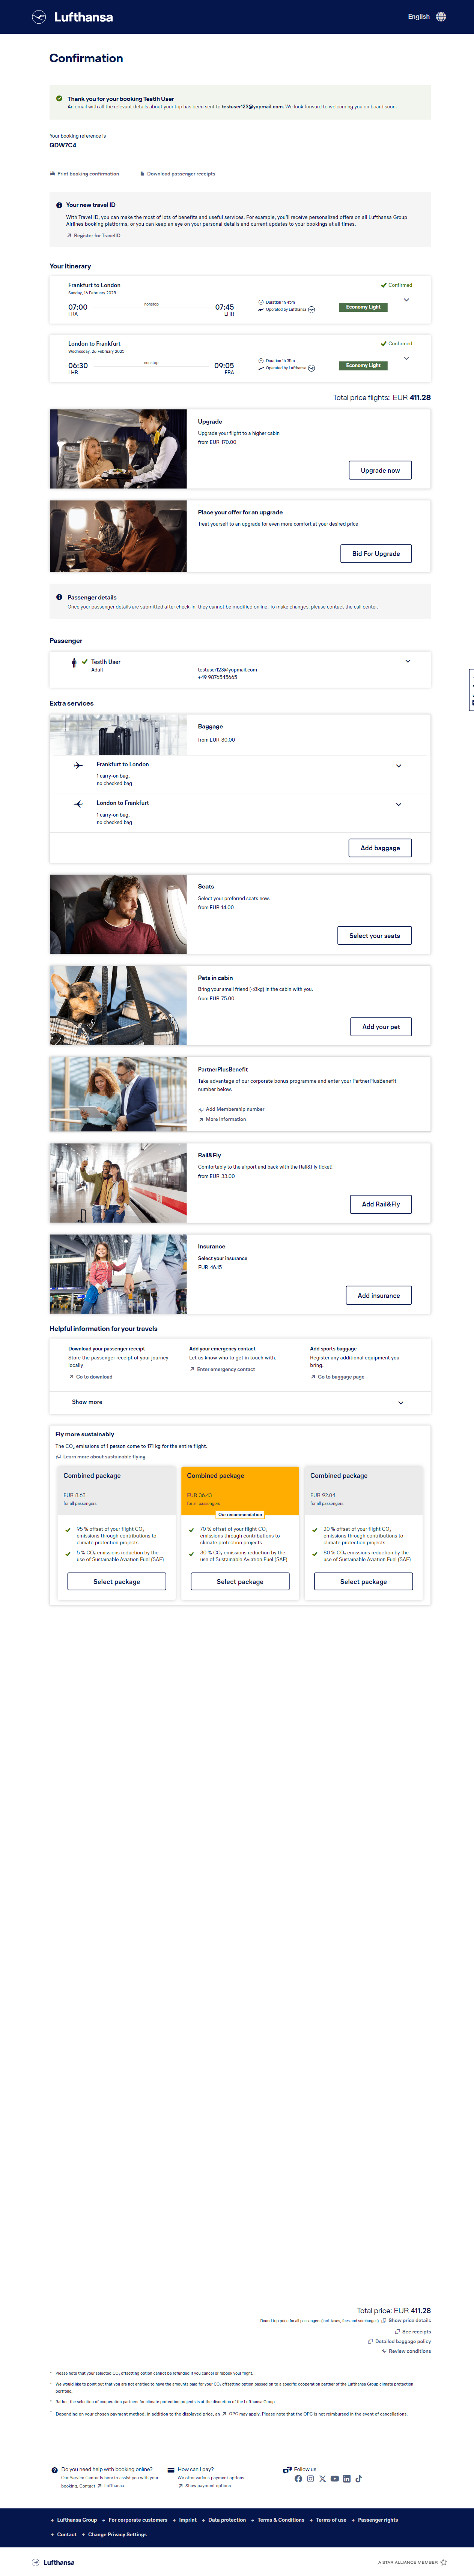 Lufthansa
English
Confirmation
Thank you for your booking Testlh User
An email with all the relevant details about your trip has been sent to testuser123@yopmail.com. We look forward to welcoming you on board soon.
Your booking reference is
QDW7C4
Print booking confirmation
Download passenger receipts
Your new travel ID
With Travel ID, you can make the most of lots of benefits and useful services. For example, you'll receive personalized offers on all Lufthansa Group
Airlines booking platforms, or you can keep an eye on your personal details and current updates to your bookings at all times.
Register for TravelID
Your Itinerary
Frankfurt to London
Confirmed
Sunday, 16 February 2025
07:00
nonstop
07:45
FRA
LHR
Duration 1h 45m
Operated by Lufthansa
Economy Light
London to Frankfurt
Confirmed
Wednesday, 26 February 2025
06:30
nonstop
09:05
LHR
FRA
Duration 1h 35m
Operated by Lufthansa
Economy Light
Total price flights: EUR 411.28
Upgrade
Upgrade your flight to a higher cabin
from EUR 170.00
Upgrade now
Place your offer for an upgrade
Treat yourself to an upgrade for even more comfort at your desired price
Bid For Upgrade
Passenger details
Once your passenger details are submitted after check-in, they cannot be modified online. To make changes, please contact the call center.
Passenger
Testlh User
Adult
testuser123@yopmail.com
+49 9876545665
Extra services
Baggage
from EUR 30.00
Frankfurt to London
1 carry-on bag,
no checked bag
London to Frankfurt
1 carry-on bag,
no checked bag
Add baggage
Seats
Select your preferred seats now.
from EUR 14.00
Select your seats
Pets in cabin
Bring your small friend (<8kg) in the cabin with you.
from EUR 75.00
Add your pet
PartnerPlusBenefit
Take advantage of our corporate bonus programme and enter your PartnerPlusBenefit
number below.
Add Membership number
More Information
Rail&Fly
Comfortably to the airport and back with the Rail&Fly ticket!
from EUR 33.00
Add Rail&Fly
Insurance
Select your insurance
EUR 46.15
Add insurance
Helpful information for your travels
Download your passenger receipt
Store the passenger receipt of your journey
locally
Go to download
Add your emergency contact
Let us know who to get in touch with.
Enter emergency contact
Add sports baggage
Register any additional equipment you
bring.
Go to baggage page
Show more
Fly more sustainably
The CO₂ emissions of 1 person come to 171 kg for the entire flight.
Learn more about sustainable flying
Combined package
EUR 8.63
for all passengers
95 % offset of your flight CO₂
emissions through contributions to
climate protection projects
5 % CO₂ emissions reduction by the
use of Sustainable Aviation Fuel (SAF)
Select package
Combined package
EUR 36.43
for all passengers
Our recommendation
70 % offset of your flight CO₂
emissions through contributions to
climate protection projects
30 % CO₂ emissions reduction by the
use of Sustainable Aviation Fuel (SAF)
Select package
Combined package
EUR 92.04
for all passengers
20 % offset of your flight CO₂
emissions through contributions to
climate protection projects
80 % CO₂ emissions reduction by the
use of Sustainable Aviation Fuel (SAF)
Select package
Total price: EUR 411.28
Round trip price for all passengers (incl. taxes, fees and surcharges)
Show price details
See receipts
Detailed baggage policy
Review conditions
* Please note that your selected CO₂ offsetting option cannot be refunded if you cancel or rebook your flight.
* We would like to point out that you are not entitled to have the amounts paid for your CO₂ offsetting option passed on to a specific cooperation partner of the Lufthansa Group climate protection
portfolio.
* Rather, the selection of cooperation partners for climate protection projects is at the discretion of the Lufthansa Group.
* Depending on your chosen payment method, in addition to the displayed price, an OPC may apply. Please note that the OPC is not reimbursed in the event of cancellations.
Do you need help with booking online?
Our Service Center is here to assist you with your
booking. Contact Lufthansa
How can I pay?
We offer various payment options.
Show payment options
Follow us
Lufthansa Group
For corporate customers
Imprint
Data protection
Terms & Conditions
Terms of use
Passenger rights
Contact
Change Privacy Settings
Lufthansa
A STAR ALLIANCE MEMBER